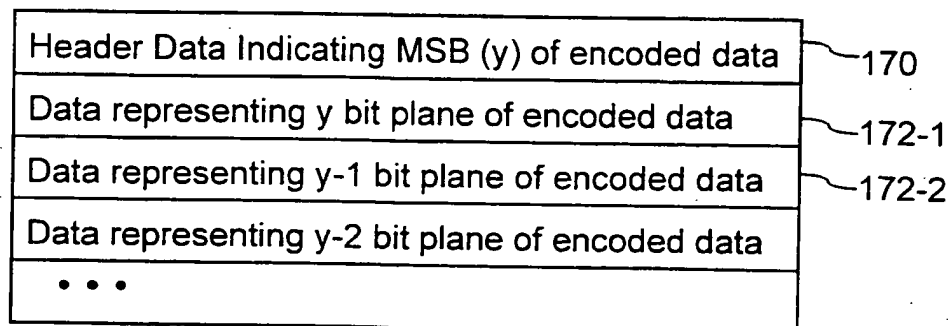 Header Data Indicating MSB (y) of encoded data 170
Data representing y bit plane of encoded data 172-1
Data representing y-1 bit plane of encoded data 172-2
Data representing y-2 bit plane of encoded data
• • •